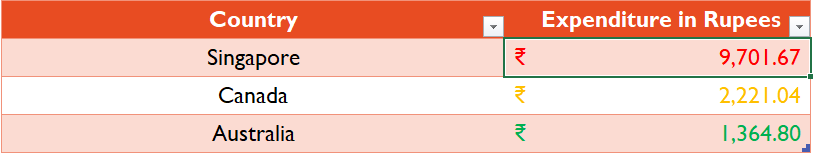 Country Expenditure in Rupees
Singapore ₹ 9,701.67
Canada ₹ 2,221.04
Australia ₹ 1,364.80